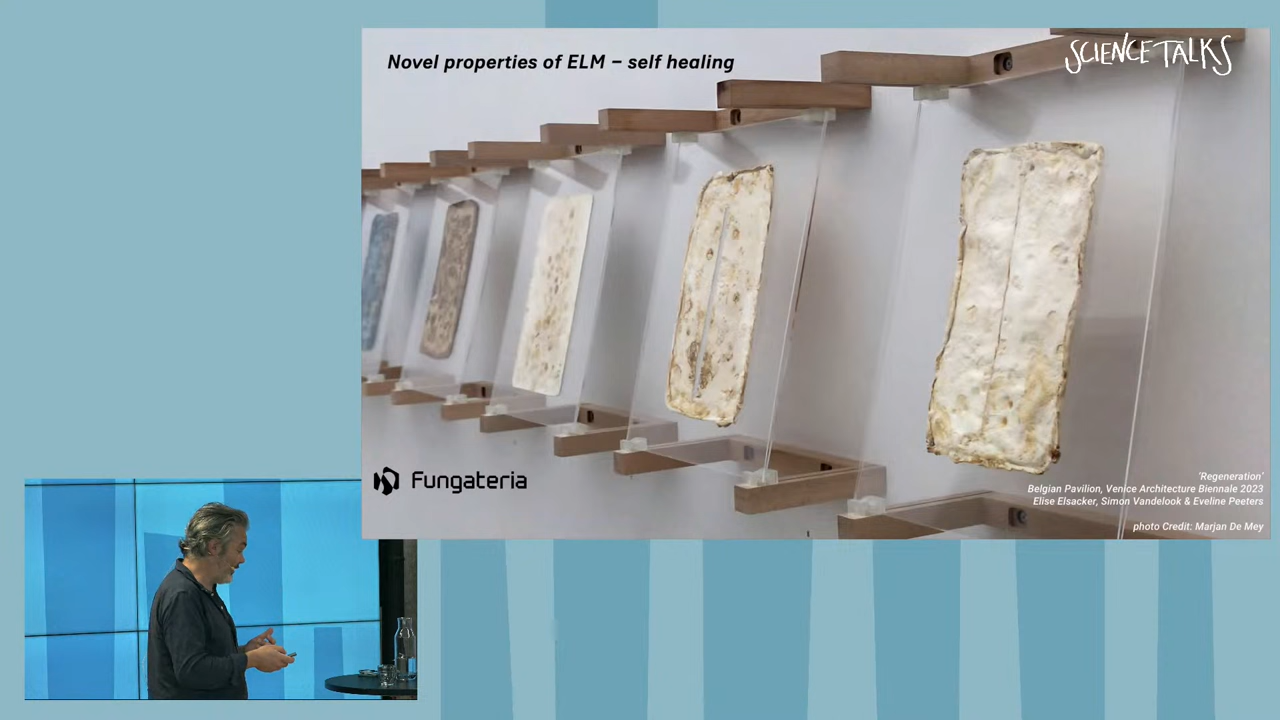 Novel properties of ELM – self healing
SCIENCE TALKS
Fungateria
'Regeneration'
Belgian Pavilion, Venice Architecture Biennale 2023
Elise Elsacker, Simon Vandelook & Eveline Peeters
photo Credit: Marjan De Mey